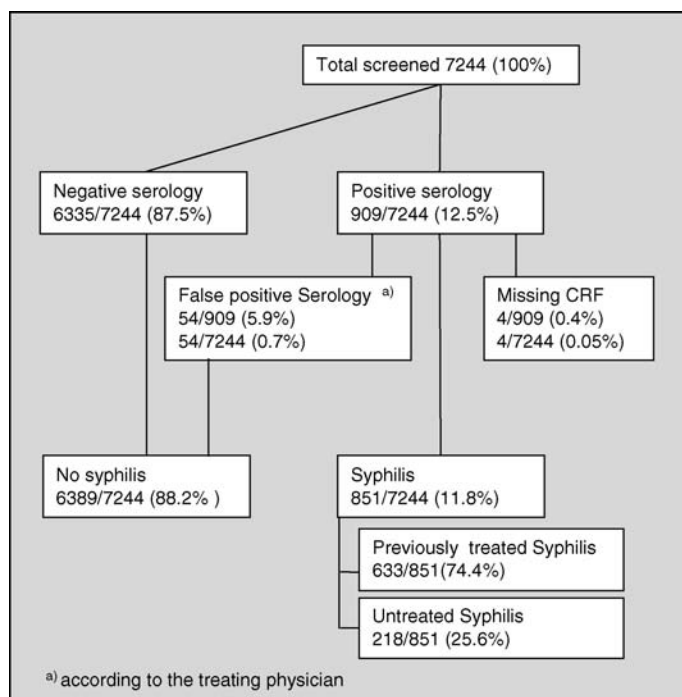 Total screened 7244 (100%)
Negative serology
6335/7244 (87.5%)
Positive serology
909/7244 (12.5%)
False positive Serology a)
54/909 (5.9%)
54/7244 (0.7%)
Missing CRF
4/909 (0.4%)
4/7244 (0.05%)
No syphilis
6389/7244 (88.2% )
Syphilis
851/7244 (11.8%)
Previously treated Syphilis
633/851(74.4%)
Untreated Syphilis
218/851 (25.6%)
a) according to the treating physician